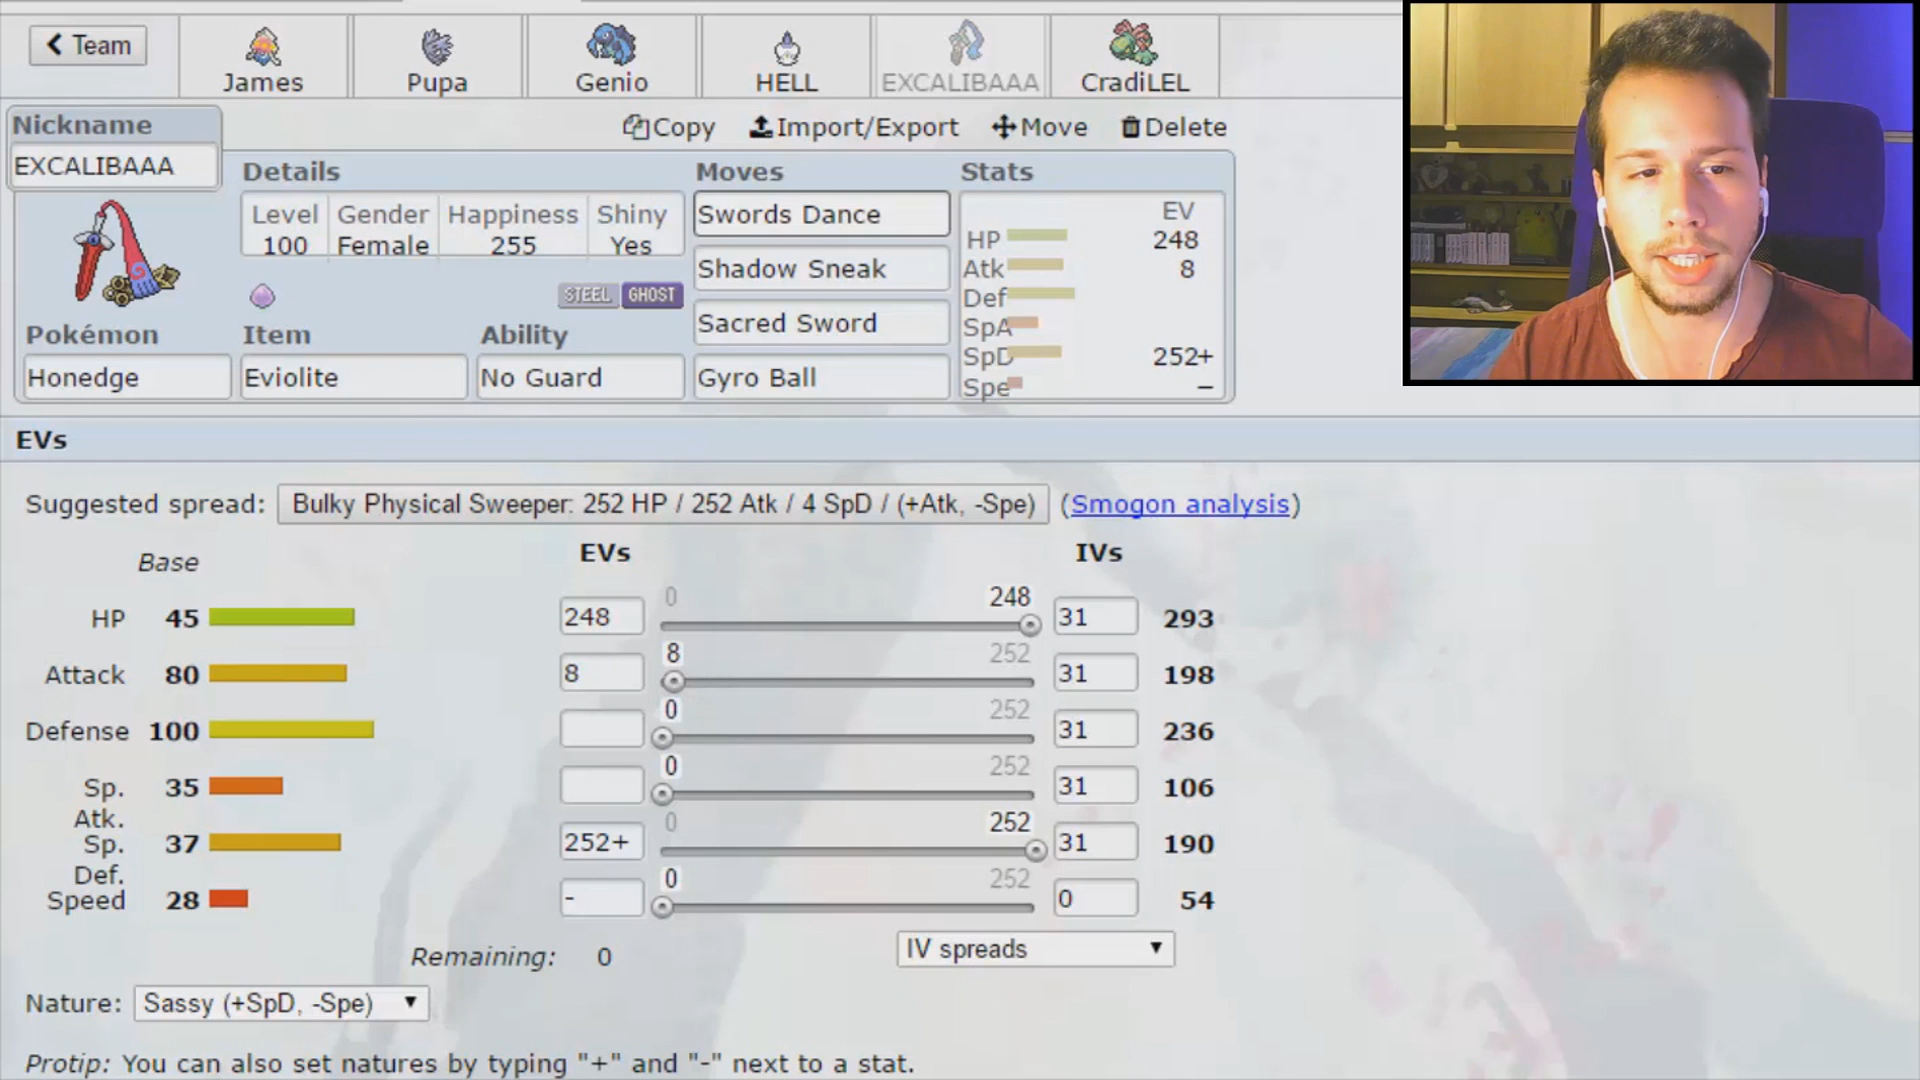 Team
James
Pupa
Genio
HELL
EXCALIBAAA
CradiLEL
Nickname
EXCALIBAAA
Copy
Import/Export
Move
Delete
Details
Moves
Stats
Level
Gender
Happiness
Shiny
100
Female
255
Yes
STEEL
GHOST
Pokémon
Item
Ability
Honedge
Eviolite
No Guard
Swords Dance
Shadow Sneak
Sacred Sword
Gyro Ball
EV
HP 248
Atk 8
Def
SpA
SpD 252+
Spe −
EVs
Suggested spread: Bulky Physical Sweeper: 252 HP / 252 Atk / 4 SpD / (+Atk, -Spe) (Smogon analysis)
Base EVs IVs
HP 45 248 0 248 31 293
Attack 80 8 8 252 31 198
Defense 100 0 252 31 236
Sp. Atk. 35 0 252 31 106
Sp. Def. 37 252+ 0 252 31 190
Speed 28 - 0 252 0 54
Remaining: 0
IV spreads
Nature: Sassy (+SpD, -Spe)
Protip: You can also set natures by typing "+" and "-" next to a stat.